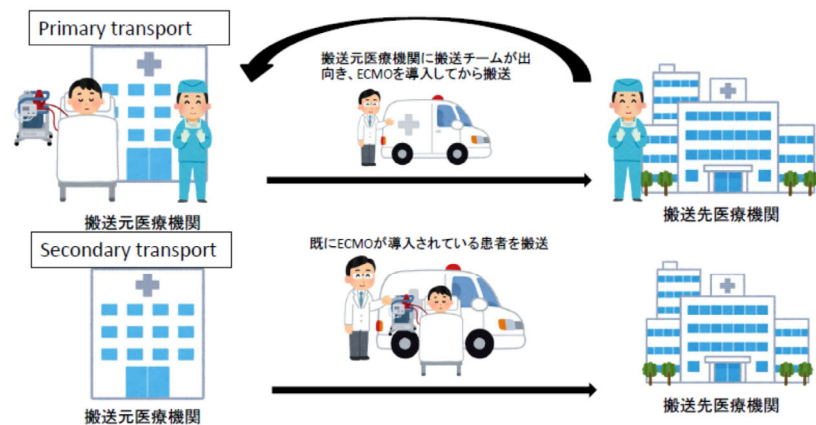 Primary transport
搬送元医療機関に搬送チームが出
向き、ECMOを導入してから搬送
搬送元医療機関
搬送先医療機関
Secondary transport
既にECMOが導入されている患者を搬送
搬送元医療機関
搬送先医療機関